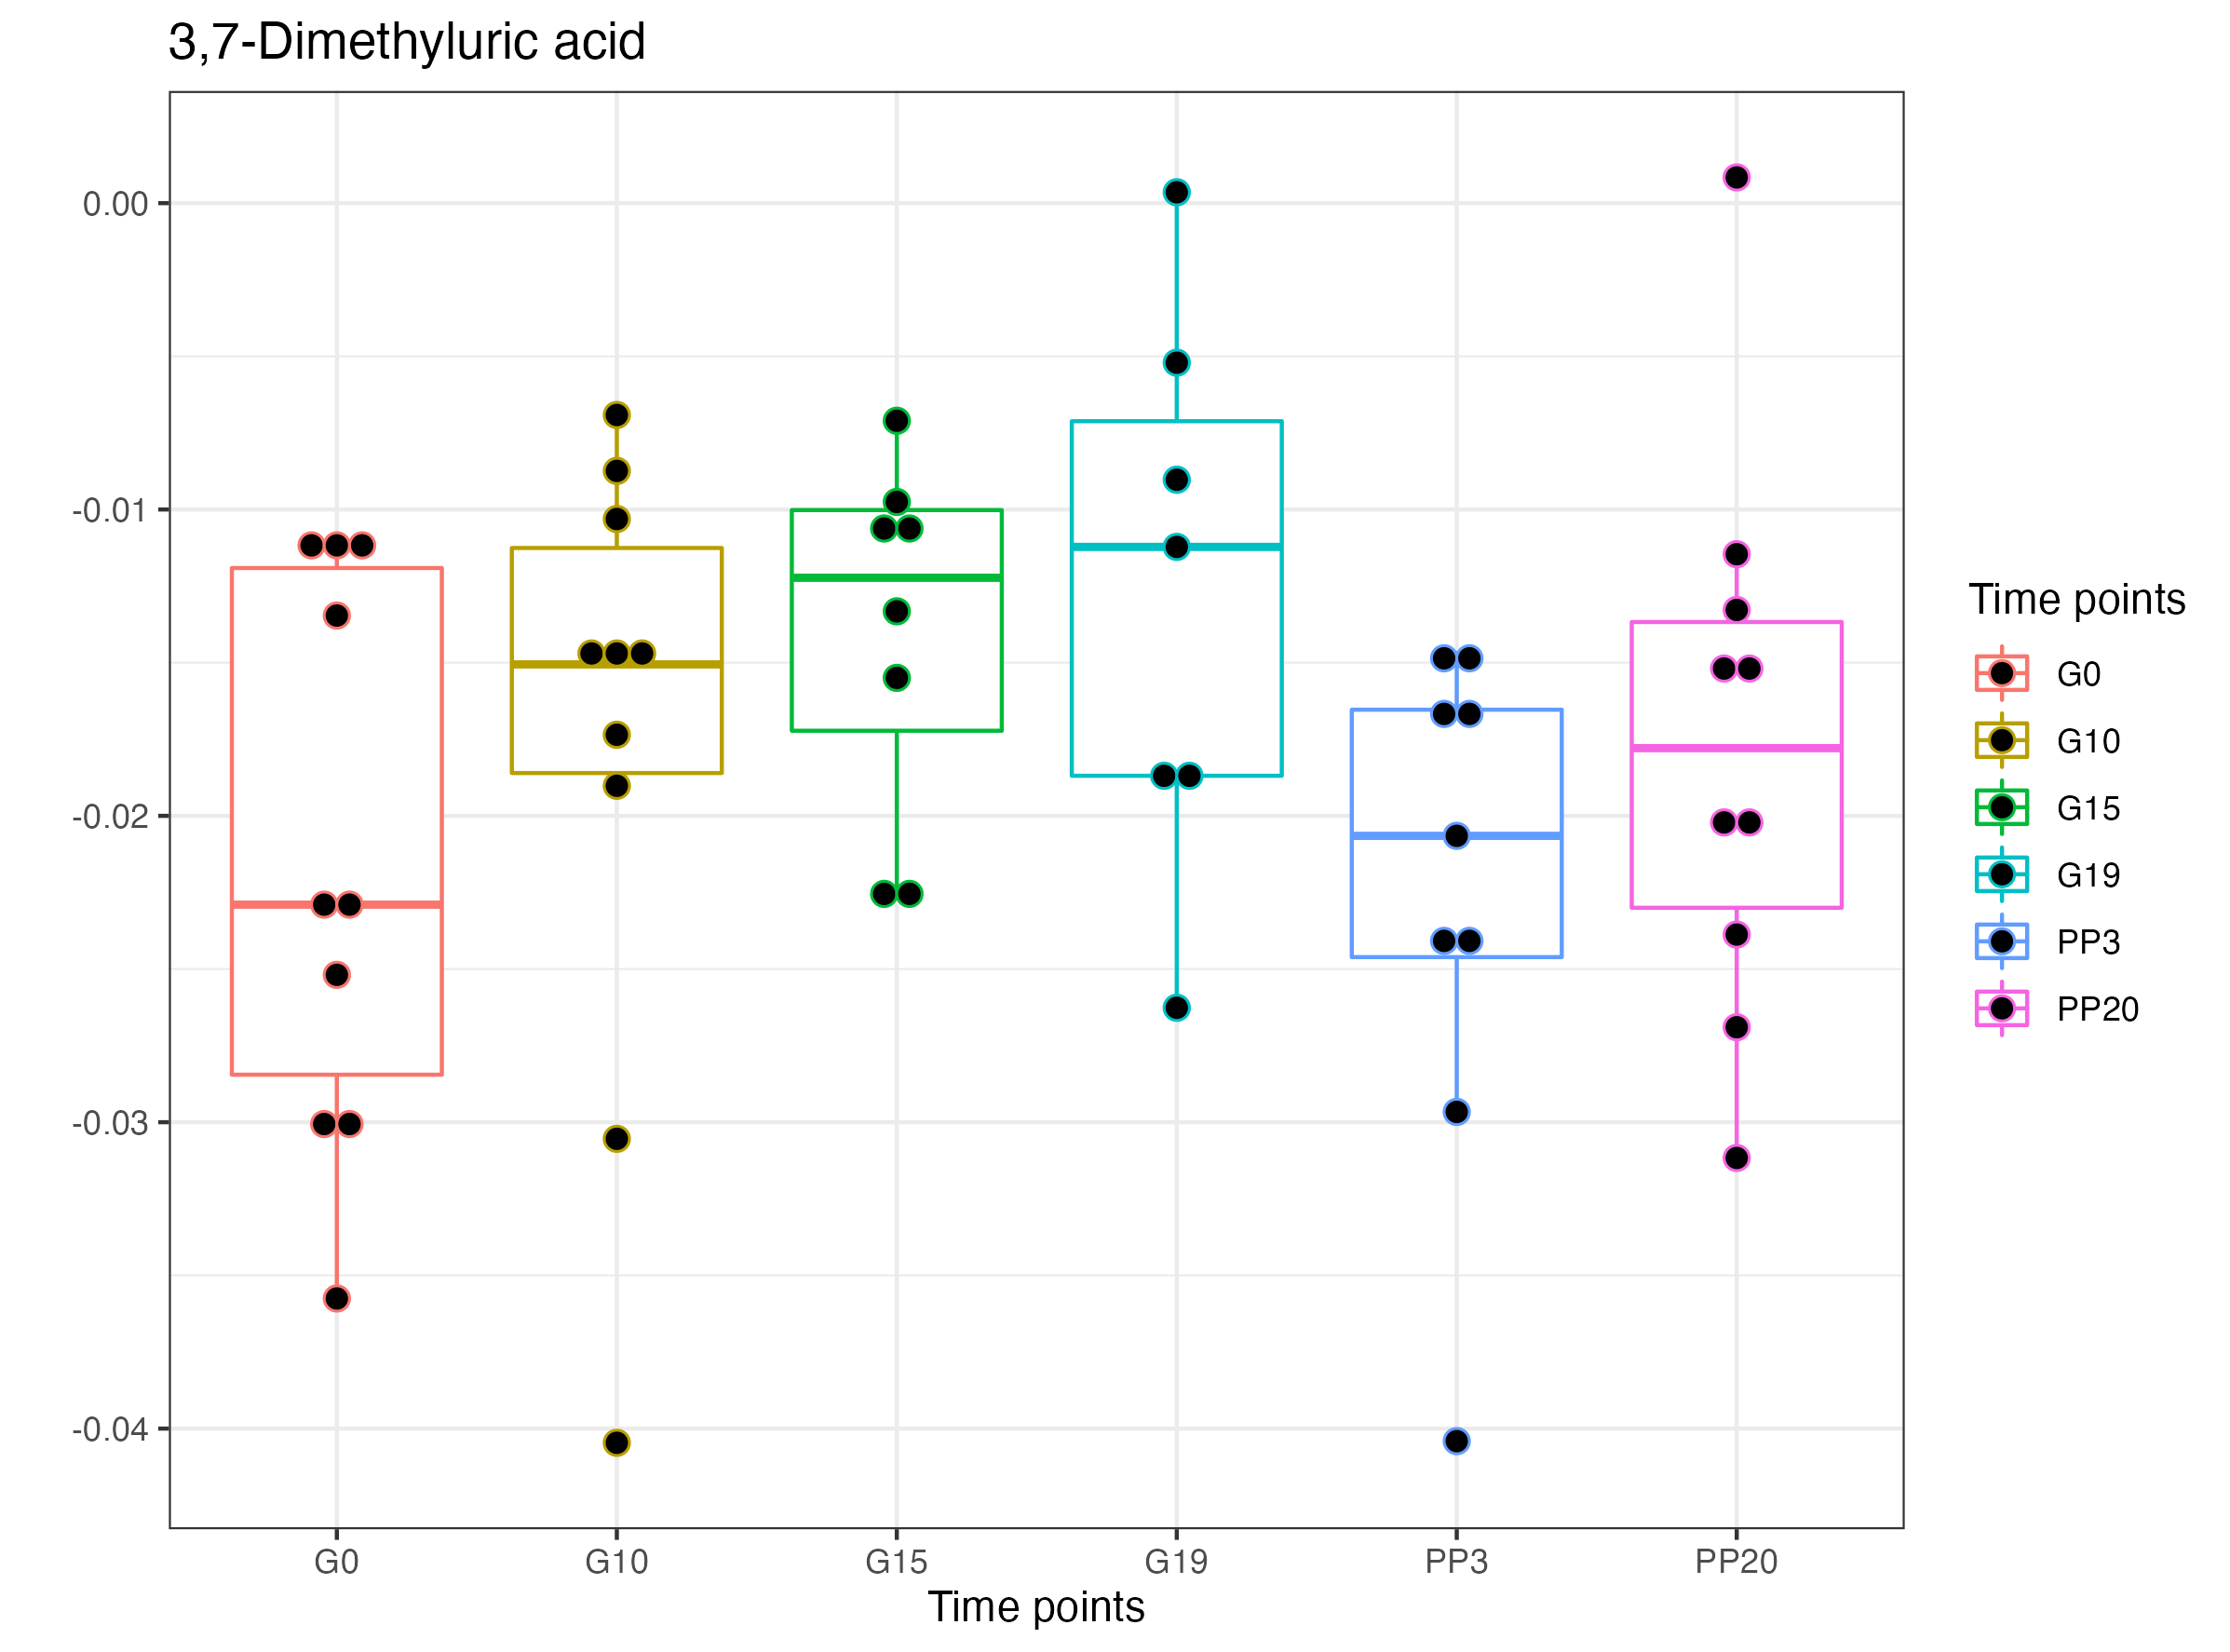 3,7-Dimethyluric acid
0.00
-0.01
-0.02
-0.03
-0.04
G0 G10 G15 G19 PP3 PP20
Time points
Time points
G0
G10
G15
G19
PP3
PP20